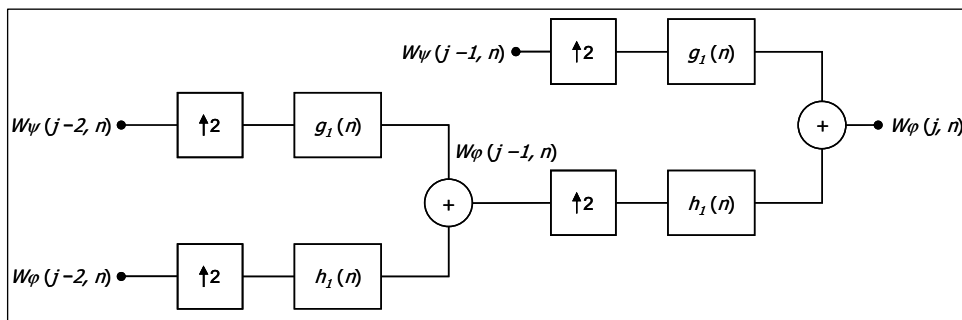 Wψ (j −1, n)
↑2
g1 (n)
Wψ (j −2, n)
↑2
g1 (n)
+
Wφ (j, n)
Wφ (j −1, n)
+
↑2
h1 (n)
Wφ (j −2, n)
↑2
h1 (n)